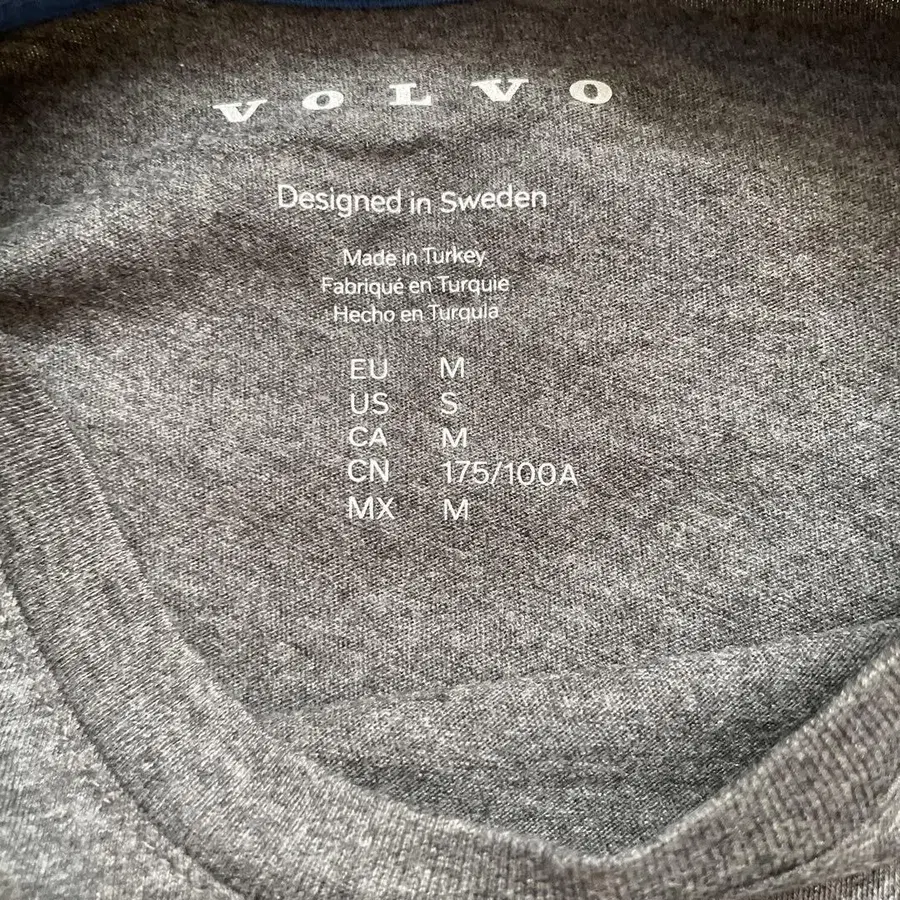 VOLVO
Designed in Sweden
Made in Turkey
Fabriqué en Turquie
Hecho en Turquía
EU M
US S
CA M
CN 175/100A
MX M